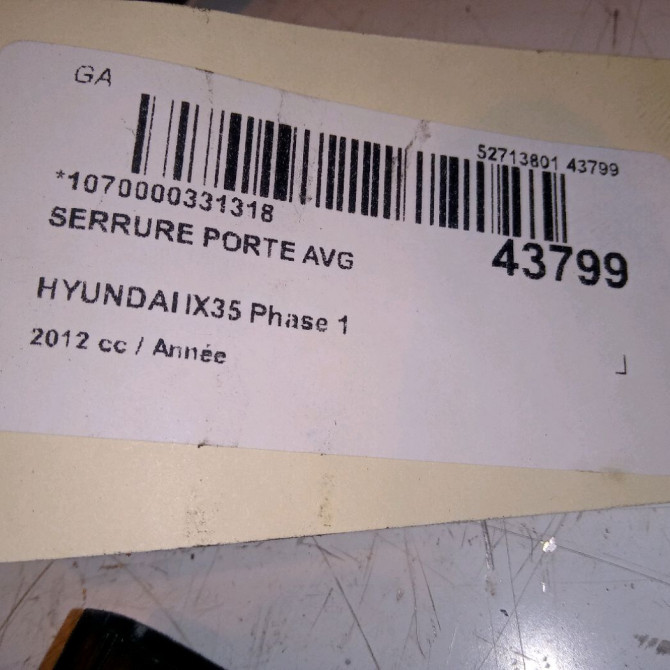 GA
52713801 43799
*1070000331318
43799
SERRURE PORTE AVG
HYUNDAI IX35 Phase 1
2012 cc / Année